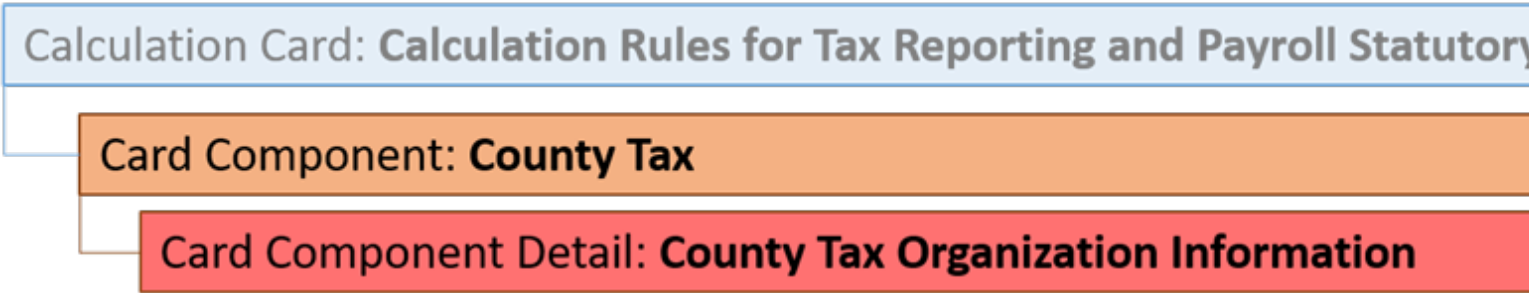 Calculation Card: Calculation Rules for Tax Reporting and Payroll Statutory
Card Component: County Tax
Card Component Detail: County Tax Organization Information